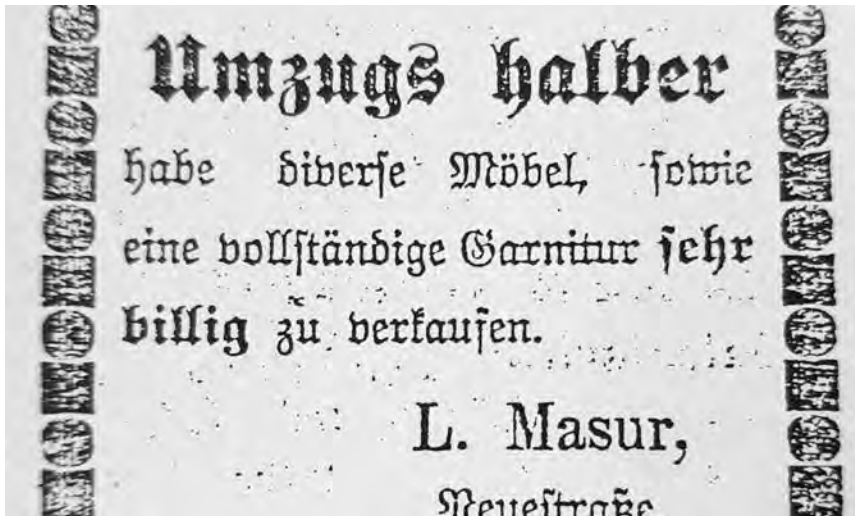 Umzugs halber
habe diverse Möbel, sowie
eine vollständige Garnitur sehr
billig zu verkaufen.
L. Masur,
Neuestraße